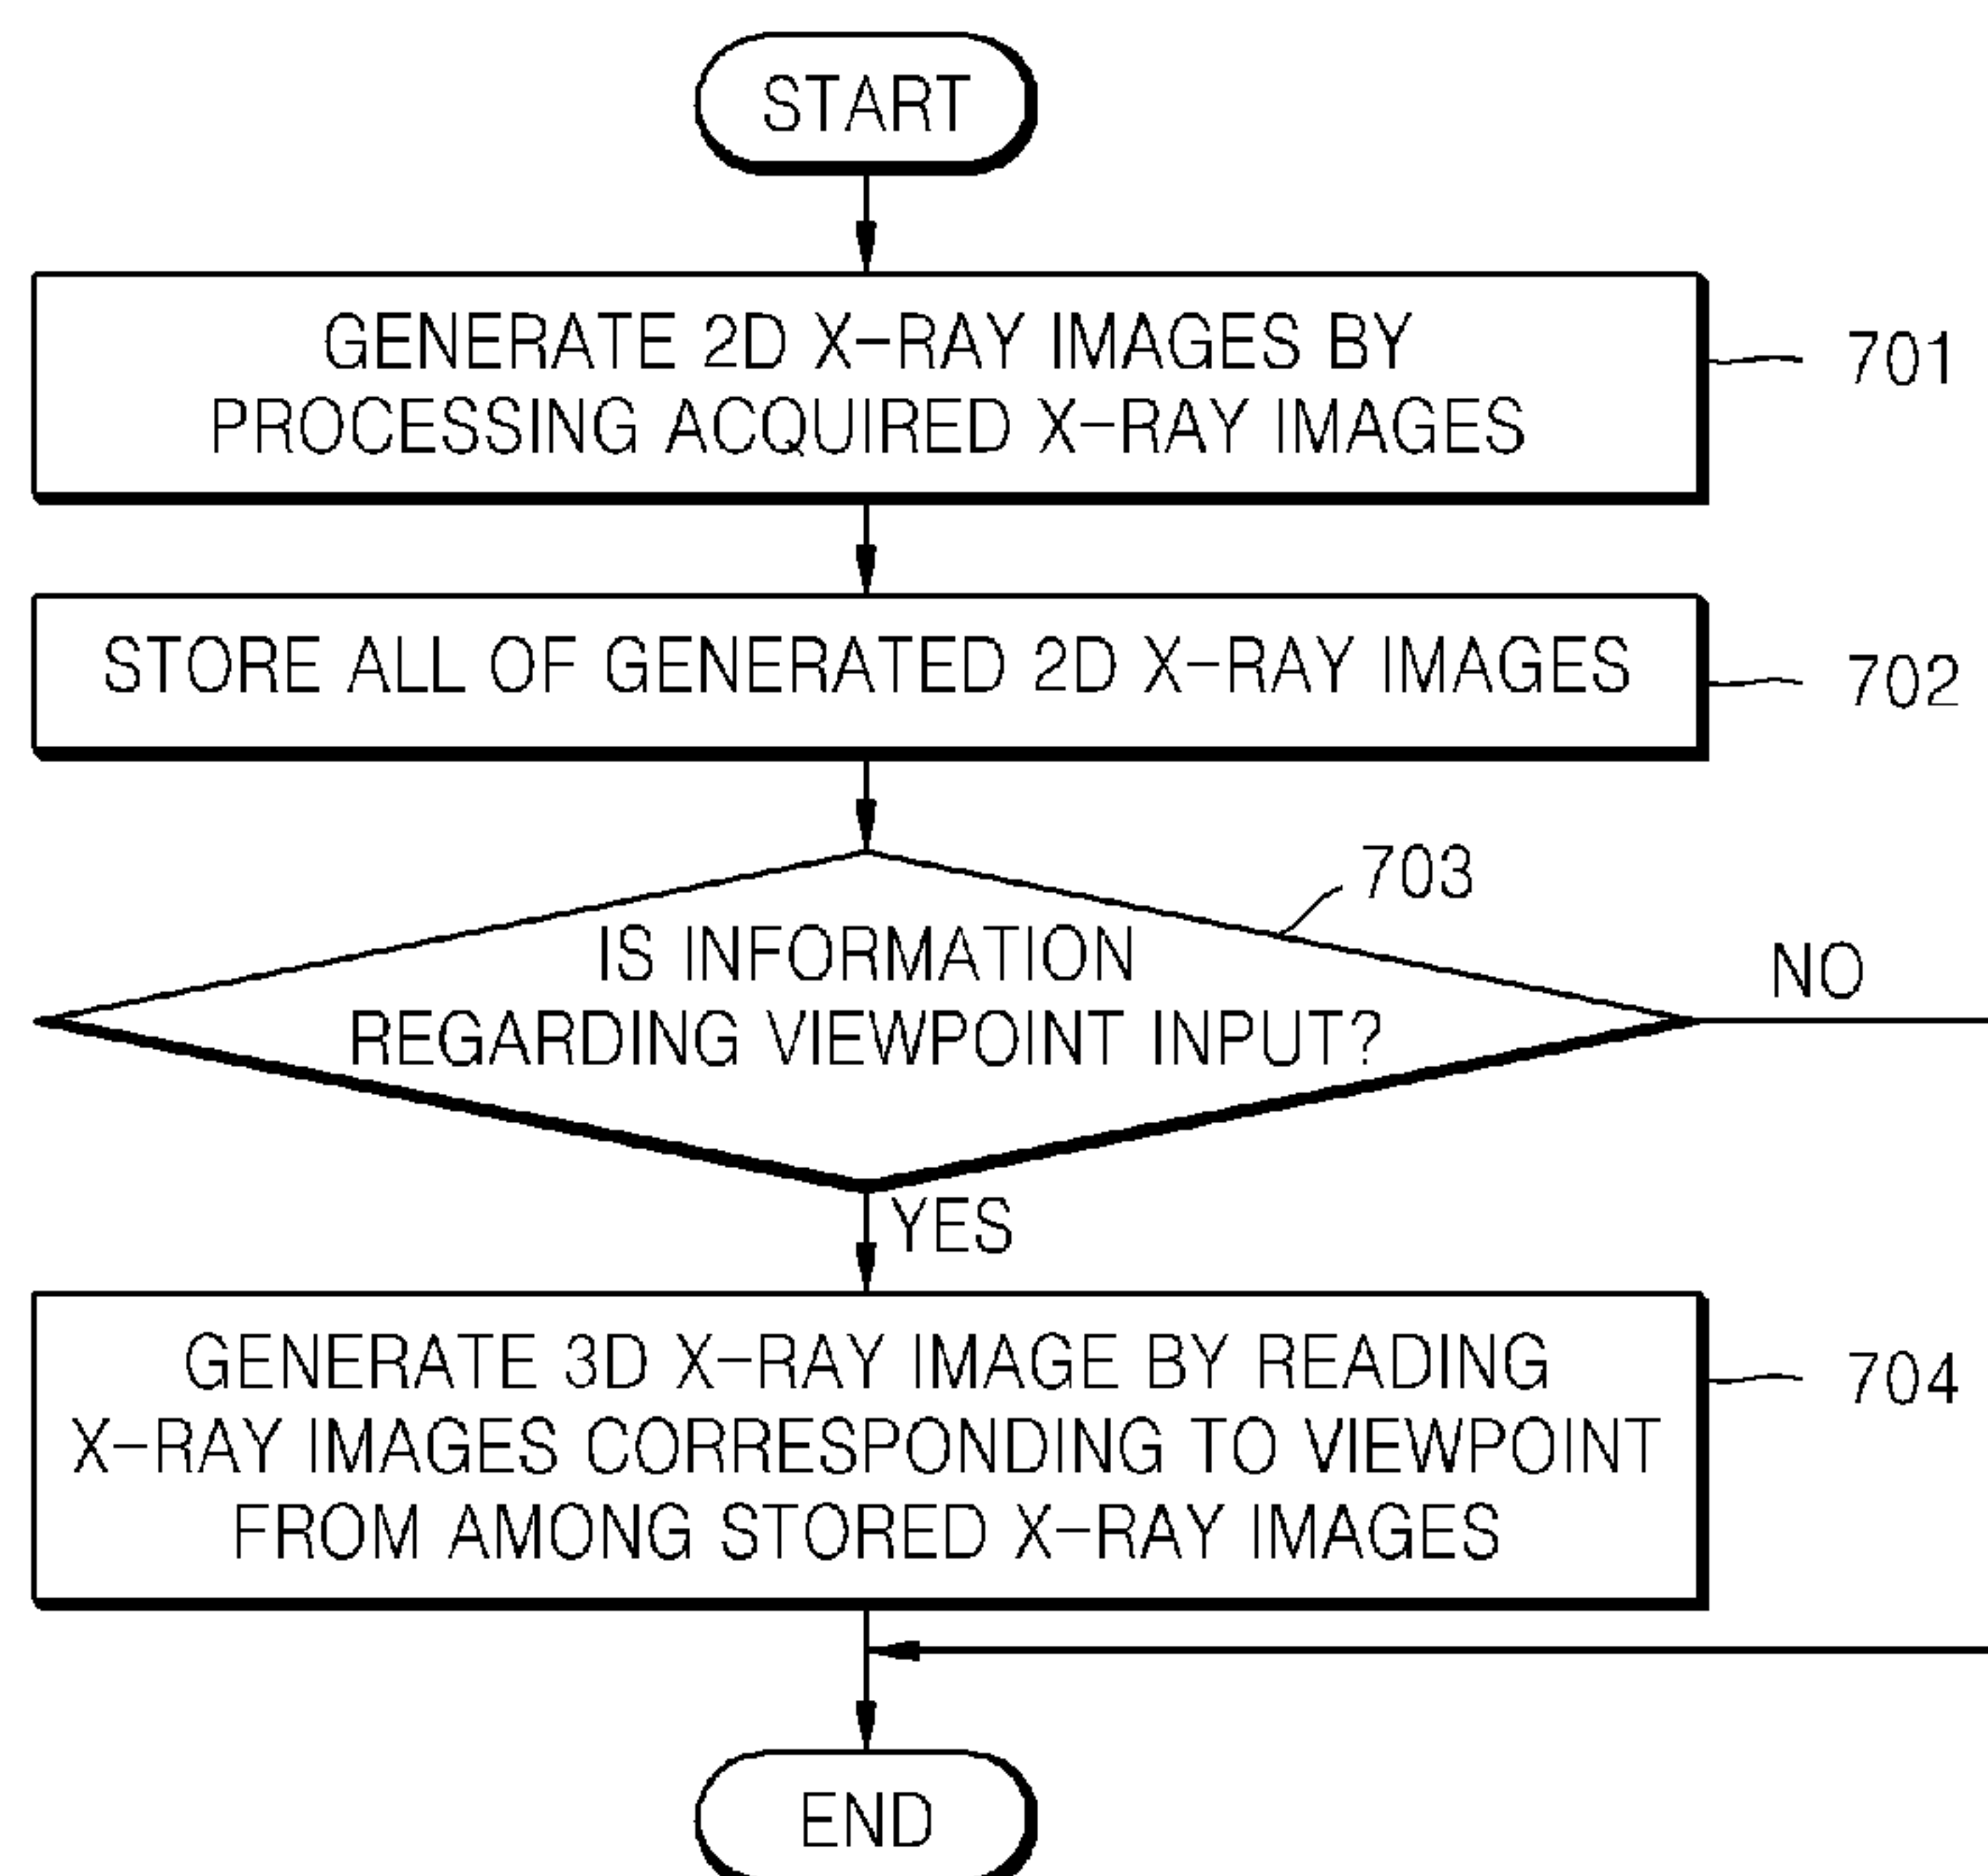 START
GENERATE 2D X-RAY IMAGES BY
PROCESSING ACQUIRED X-RAY IMAGES
701
STORE ALL OF GENERATED 2D X-RAY IMAGES
702
703
IS INFORMATION
REGARDING VIEWPOINT INPUT?
NO
YES
GENERATE 3D X-RAY IMAGE BY READING
X-RAY IMAGES CORRESPONDING TO VIEWPOINT
FROM AMONG STORED X-RAY IMAGES
704
END